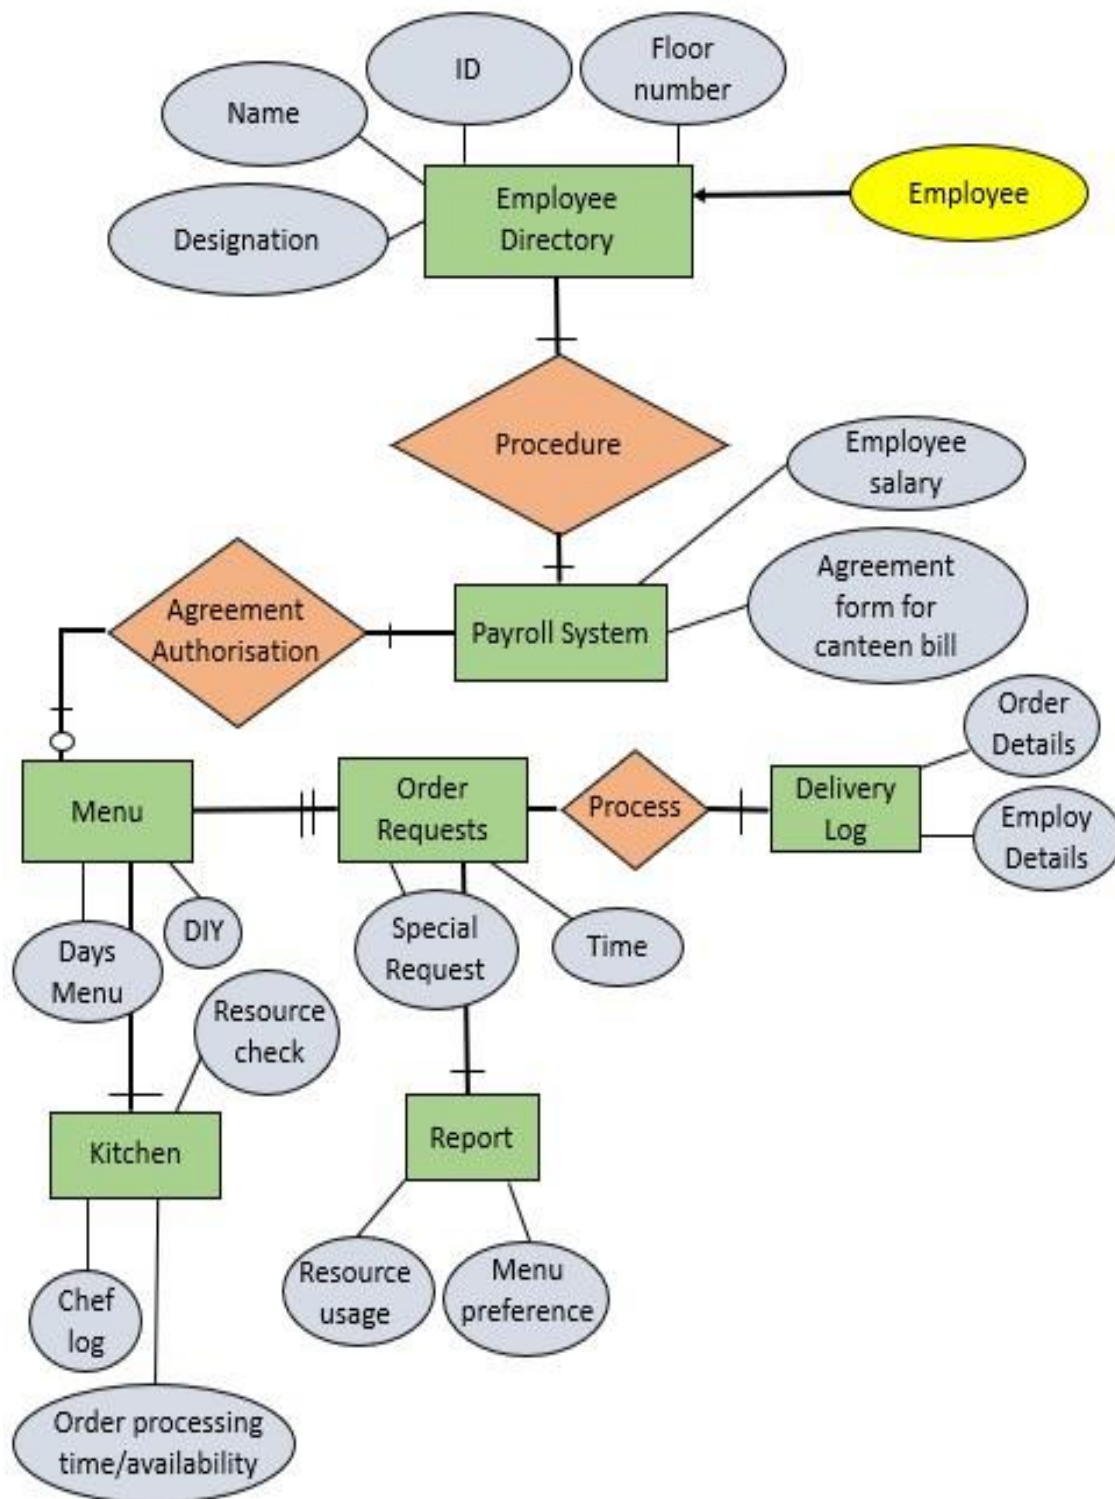 ID
Floor
number
Name
Employee
Employee
Directory
Designation
Procedure
Employee
salary
Agreement
form for
canteen bill
Agreement
Authorisation
Payroll System
Order
Details
Menu
Order
Requests
Process
Delivery
Log
Employ
Details
DIY
Days
Menu
Special
Request
Time
Resource
check
Kitchen
Report
Resource
usage
Menu
preference
Chef
log
Order processing
time/availability